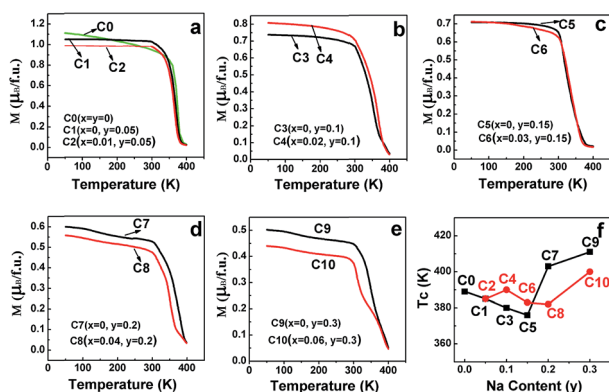 a
C0
C1
C2
C0(x=y=0)
C1(x=0, y=0.05)
C2(x=0.01, y=0.05)
M (μB/f.u.)
1.2
1.0
0.8
0.6
0.4
0.2
0.0
0 100 200 300 400
Temperature (K)
b
C3
C4
C3(x=0, y=0.1)
C4(x=0.02, y=0.1)
M (μB/f.u.)
0.8
0.7
0.6
0.5
0.4
0.3
0.2
0.1
0.0
0 100 200 300 400
Temperature (K)
c
C5
C6
C5(x=0, y=0.15)
C6(x=0.03, y=0.15)
M (μB/f.u.)
0.7
0.6
0.5
0.4
0.3
0.2
0.1
0.0
0 100 200 300 400
Temperature (K)
d
C7
C8
C7(x=0, y=0.2)
C8(x=0.04, y=0.2)
M (μB/f.u.)
0.6
0.5
0.4
0.3
0.2
0.1
0.0
0 100 200 300 400
Temperature (K)
e
C9
C10
C9(x=0, y=0.3)
C10(x=0.06, y=0.3)
M (μB/f.u.)
0.5
0.4
0.3
0.2
0.1
0.0
0 100 200 300 400
Temperature (K)
f
C0
C1
C2
C3
C4
C5
C6
C7
C8
C9
C10
Tc (K)
420
400
380
360
0.0 0.1 0.2 0.3
Na Content (y)